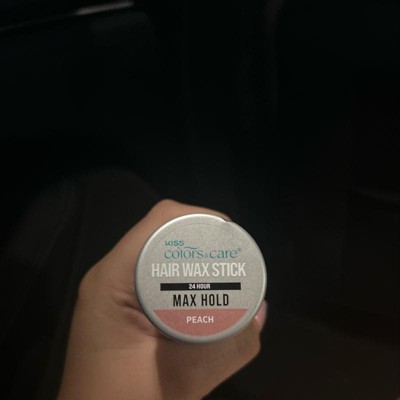 KISS
colors & care®
HAIR WAX STICK
24 HOUR
MAX HOLD
PEACH